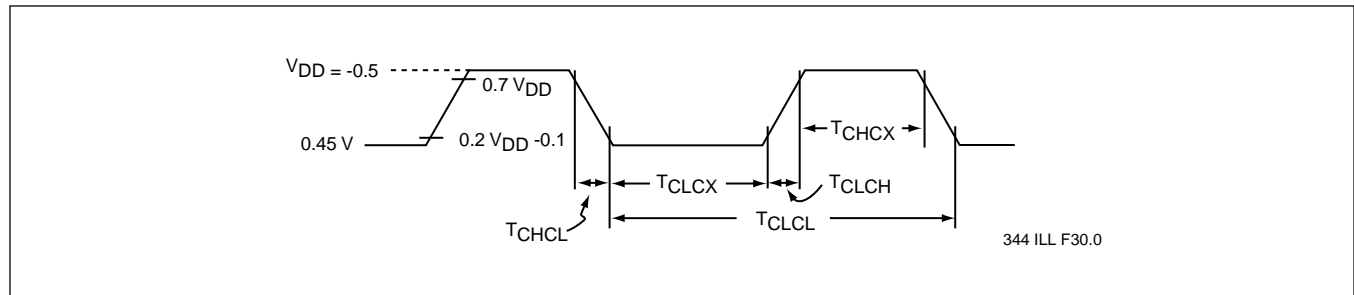 VDD = -0.5
0.7 VDD
0.45 V
0.2 VDD -0.1
TCHCX
TCLCX
TCLCH
TCHCL
TCLCL
344 ILL F30.0